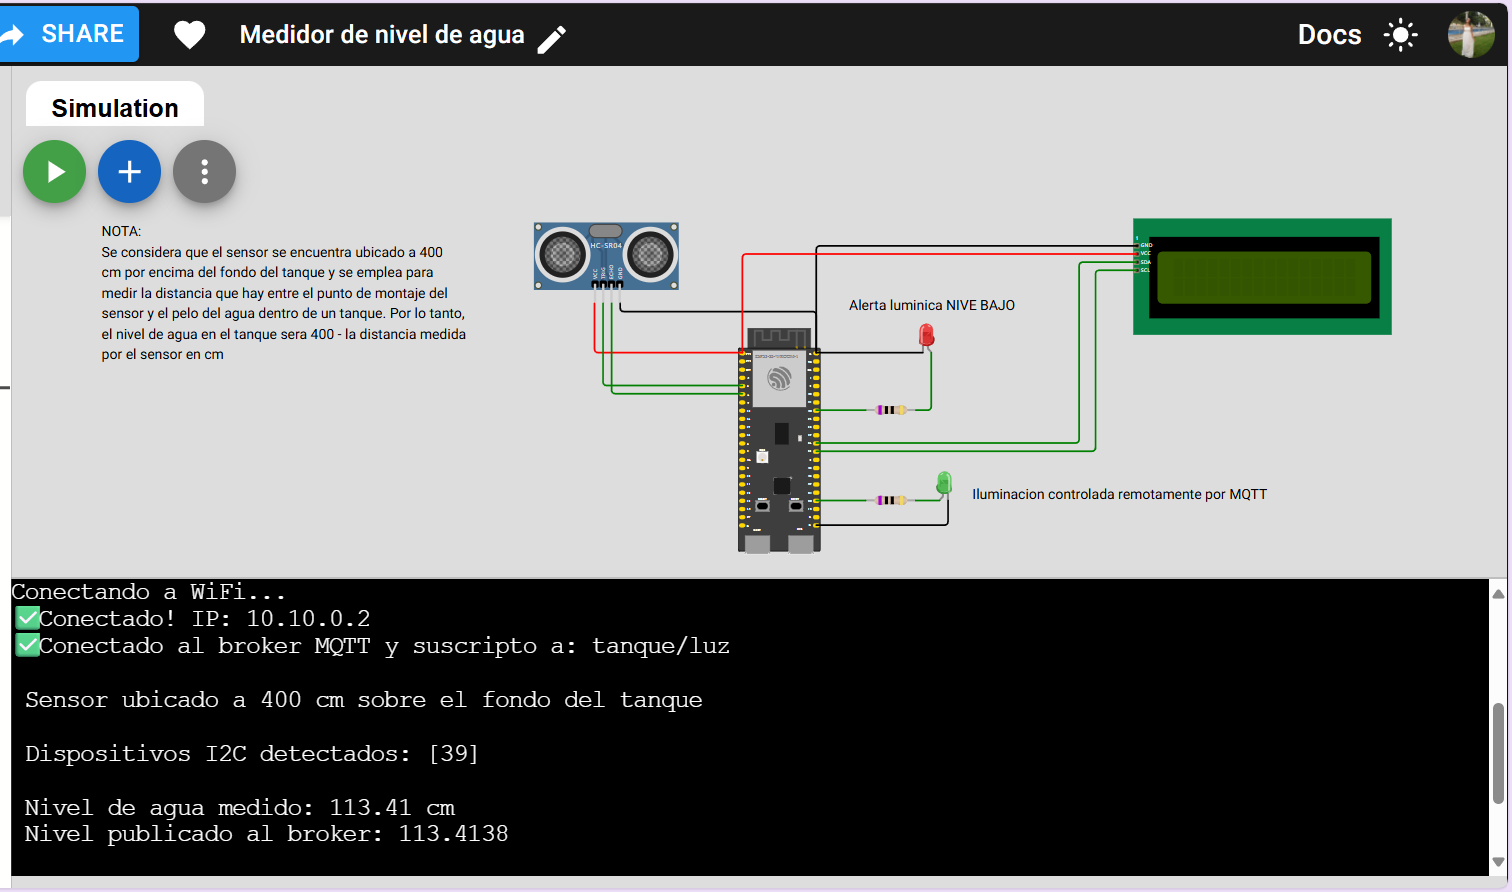 SHARE
Medidor de nivel de agua
Docs
Simulation
NOTA:
Se considera que el sensor se encuentra ubicado a 400
cm por encima del fondo del tanque y se emplea para
medir la distancia que hay entre el punto de montaje del
sensor y el pelo del agua dentro de un tanque. Por lo tanto,
el nivel de agua en el tanque sera 400 - la distancia medida
por el sensor en cm
HC-SR04
VCC
TRIG
ECHO
GND
GND
VCC
SDA
SCL
Alerta luminica NIVE BAJO
Iluminacion controlada remotamente por MQTT
Conectando a WiFi...
✅Conectado! IP: 10.10.0.2
✅Conectado al broker MQTT y suscripto a: tanque/luz
Sensor ubicado a 400 cm sobre el fondo del tanque
Dispositivos I2C detectados: [39]
Nivel de agua medido: 113.41 cm
Nivel publicado al broker: 113.4138